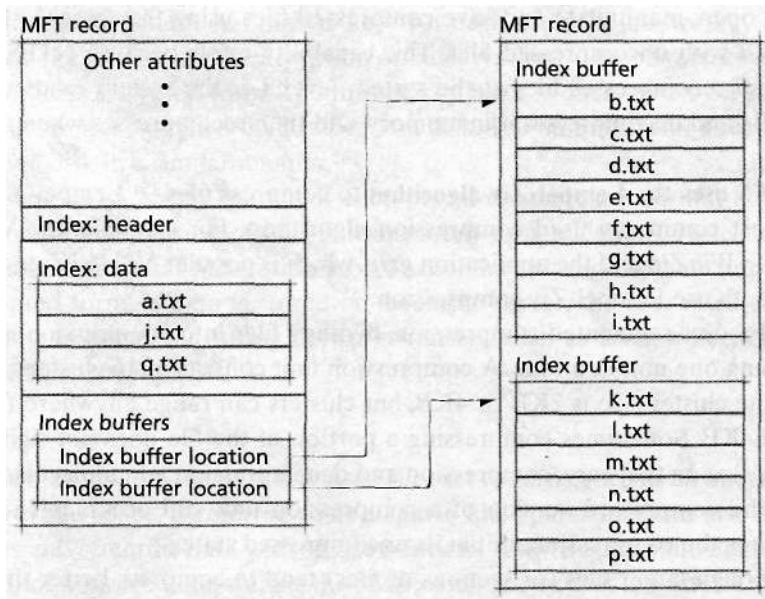 MFT record
Other attributes
Index: header
Index: data
a.txt
j.txt
q.txt
Index buffers
Index buffer location
Index buffer location
MFT record
Index buffer
b.txt
c.txt
d.txt
e.txt
f.txt
g.txt
h.txt
i.txt
Index buffer
k.txt
l.txt
m.txt
n.txt
o.txt
p.txt